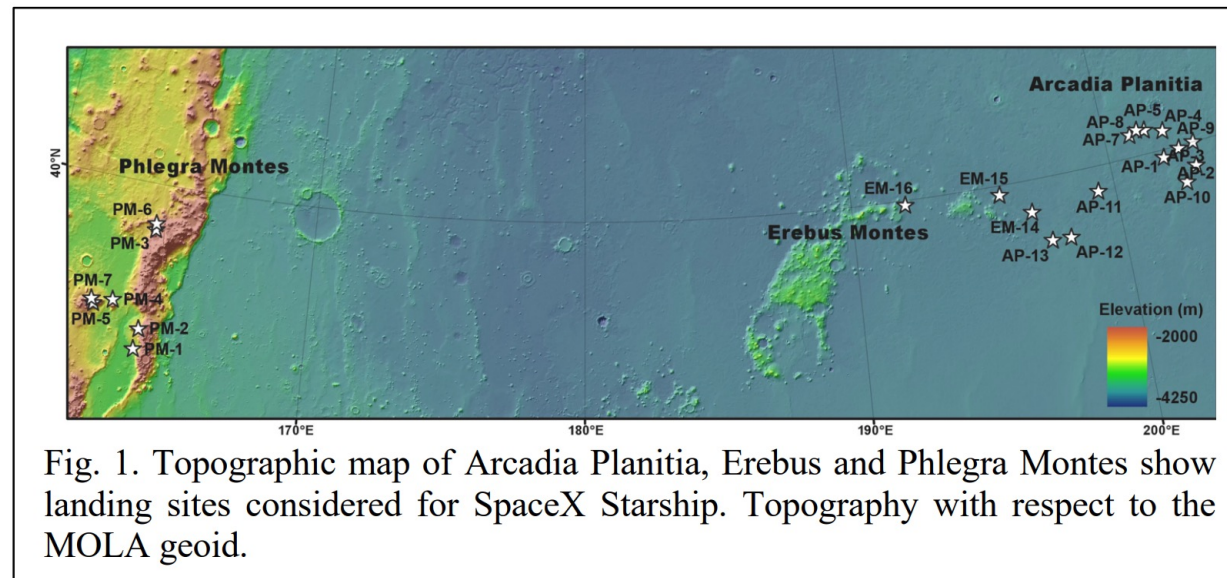 Arcadia Planitia
AP-5
AP-4
AP-8
AP-9
AP-7
40°N
Phlegra Montes
AP-3
AP-1
AP-2
EM-15
EM-16
AP-10
PM-6
AP-11
PM-3
EM-14
Erebus Montes
AP-13
AP-12
PM-7
PM-4
PM-5
Elevation (m)
PM-2
-2000
PM-1
-4250
170°E
180°E
190°E
200°E
Fig. 1. Topographic map of Arcadia Planitia, Erebus and Phlegra Montes show
landing sites considered for SpaceX Starship. Topography with respect to the
MOLA geoid.